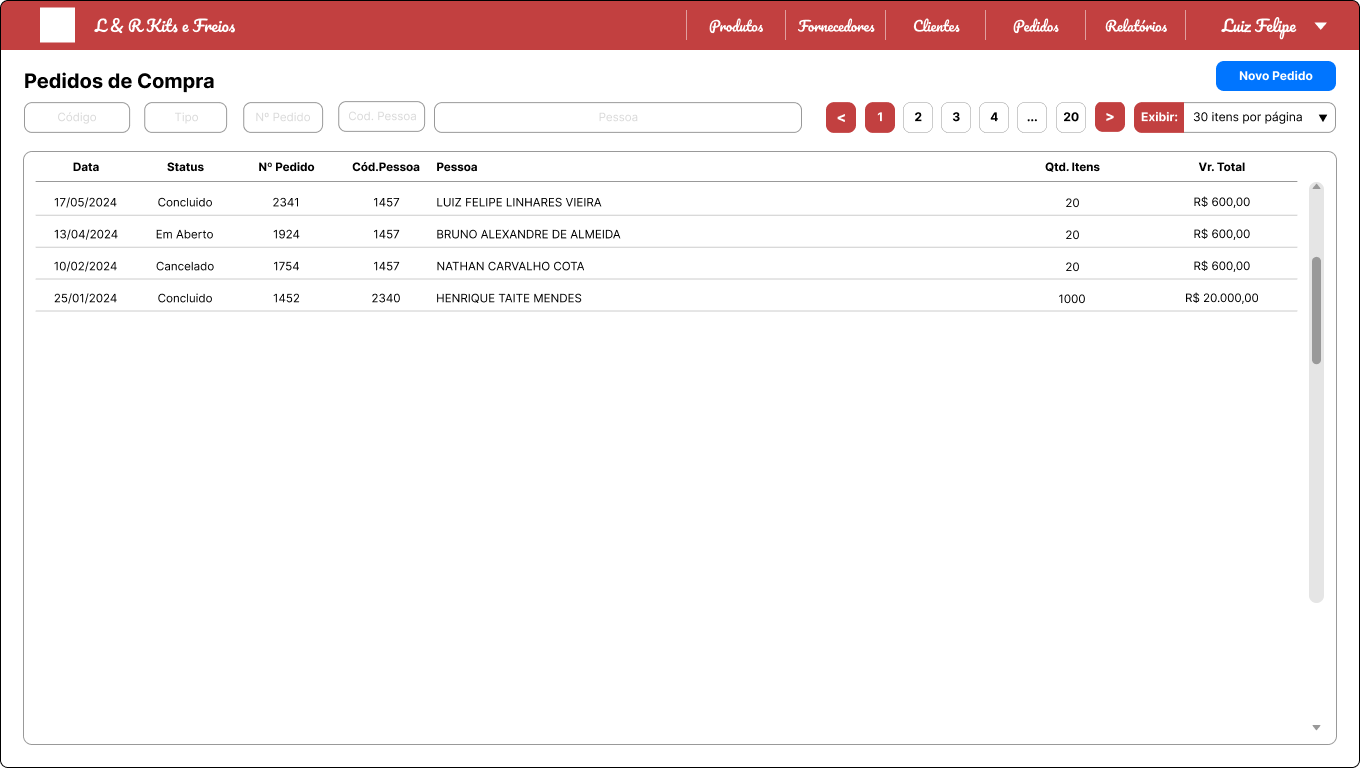 L & R Kits e Freios Produtos Fornecedores Clientes Pedidos Relatórios Luiz Felipe
Pedidos de Compra Novo Pedido
Código Tipo Nº Pedido Cod. Pessoa Pessoa < 1 2 3 4 ... 20 > Exibir: 30 itens por página
Data Status Nº Pedido Cód.Pessoa Pessoa Qtd. Itens Vr. Total
17/05/2024 Concluido 2341 1457 LUIZ FELIPE LINHARES VIEIRA 20 R$ 600,00
13/04/2024 Em Aberto 1924 1457 BRUNO ALEXANDRE DE ALMEIDA 20 R$ 600,00
10/02/2024 Cancelado 1754 1457 NATHAN CARVALHO COTA 20 R$ 600,00
25/01/2024 Concluido 1452 2340 HENRIQUE TAITE MENDES 1000 R$ 20.000,00